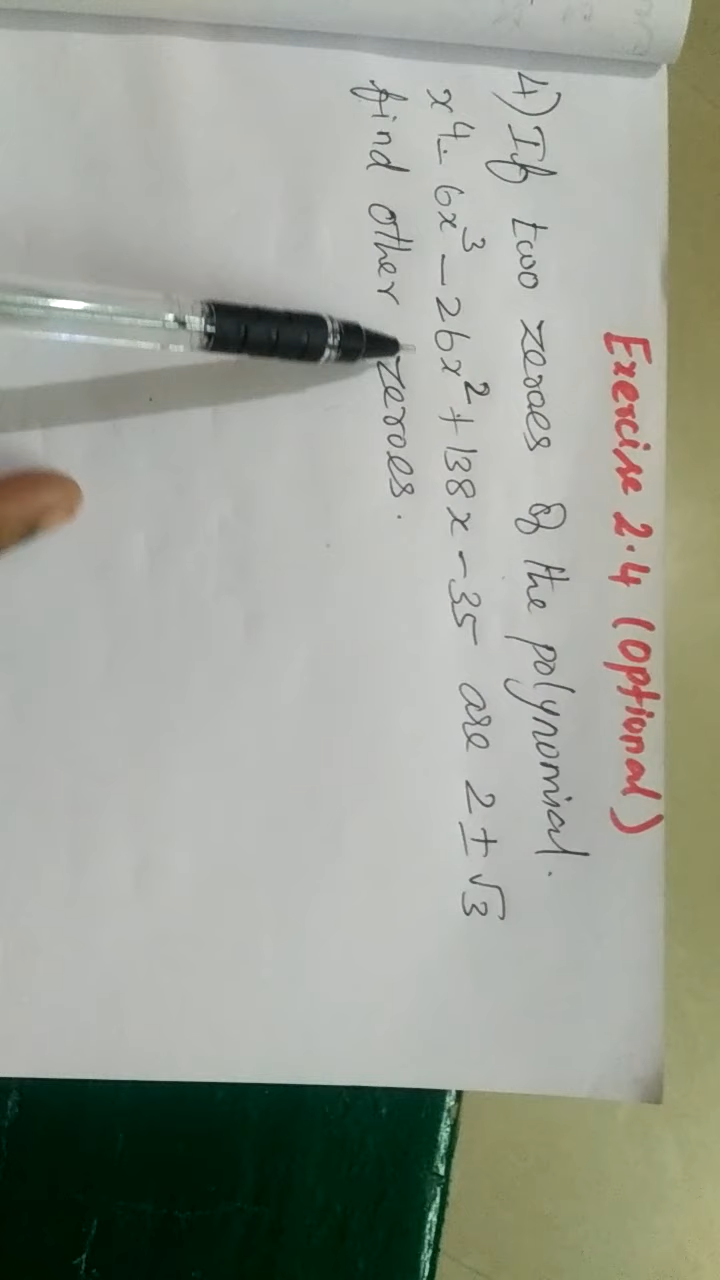 Exercise 2.4 (Optional)
4) If two zeroes of the polynomial.
x⁴- 6x³ - 26x² + 138x - 35 are 2 ± √3
find other zeroes.